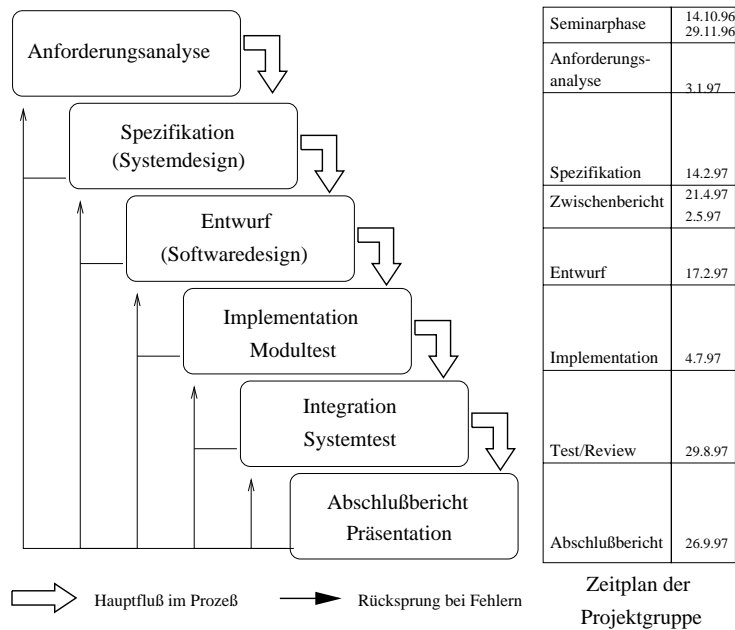 Anforderungsanalyse
Spezifikation
(Systemdesign)
Entwurf
(Softwaredesign)
Implementation
Modultest
Integration
Systemtest
Abschlußbericht
Präsentation
Hauptfluß im Prozeß
Rücksprung bei Fehlern
Seminarphase
14.10.96
29.11.96
Anforderungs-
analyse
3.1.97
Spezifikation 14.2.97
Zwischenbericht
21.4.97
2.5.97
Entwurf 17.2.97
Implementation 4.7.97
Test/Review 29.8.97
Abschlußbericht 26.9.97
Zeitplan der
Projektgruppe